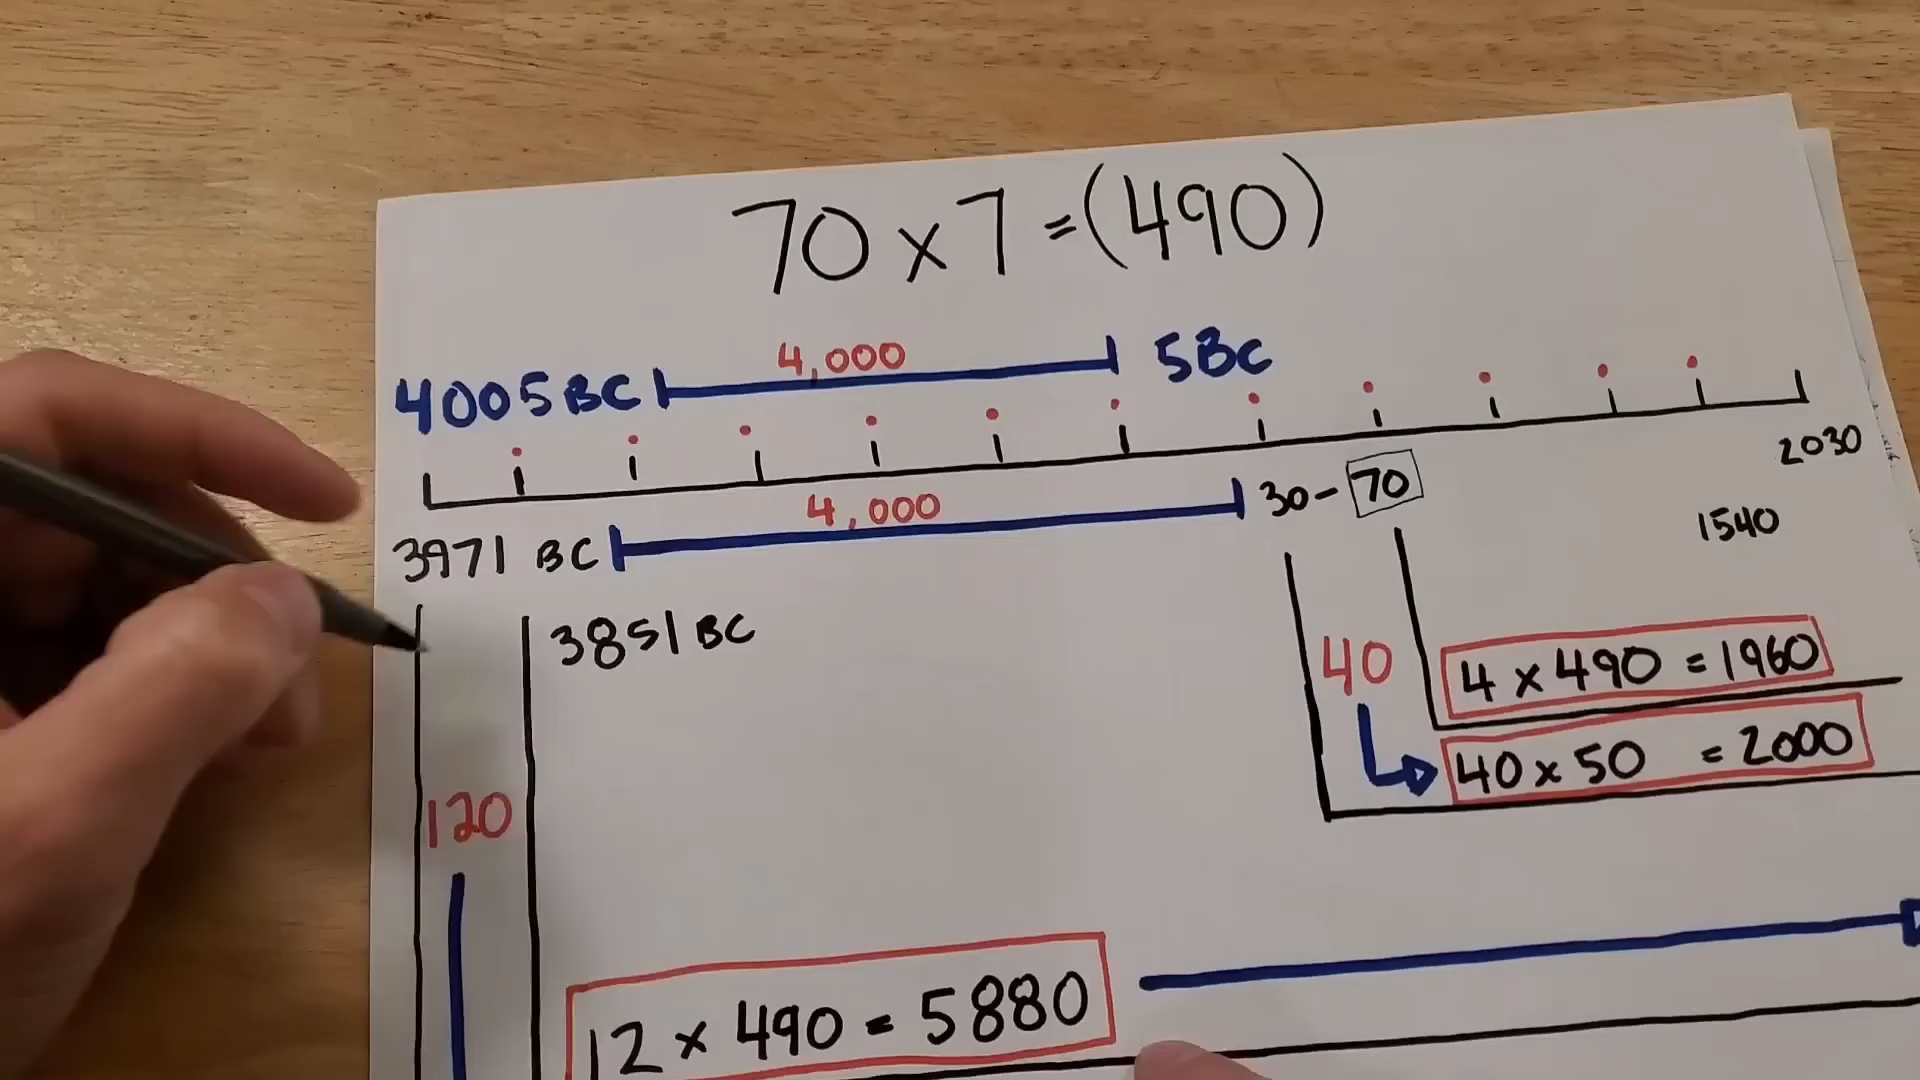 70 x 7 = (490)
4,000
4005 BC 5 BC
2030
4,000 30 - 70
3971 BC
1540
3851 BC
40 4 x 490 = 1960
40 x 50 = 2000
120
12 x 490 = 5880